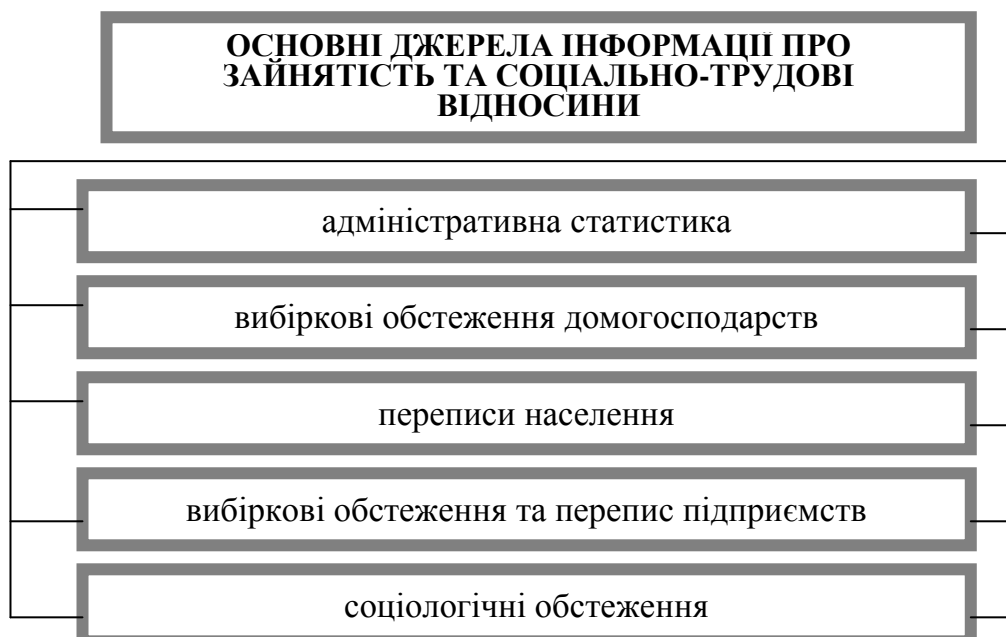 ОСНОВНІ ДЖЕРЕЛА ІНФОРМАЦІЇ ПРО
ЗАЙНЯТІСТЬ ТА СОЦІАЛЬНО-ТРУДОВІ
ВІДНОСИНИ
адміністративна статистика
вибіркові обстеження домогосподарств
переписи населення
вибіркові обстеження та перепис підприємств
соціологічні обстеження